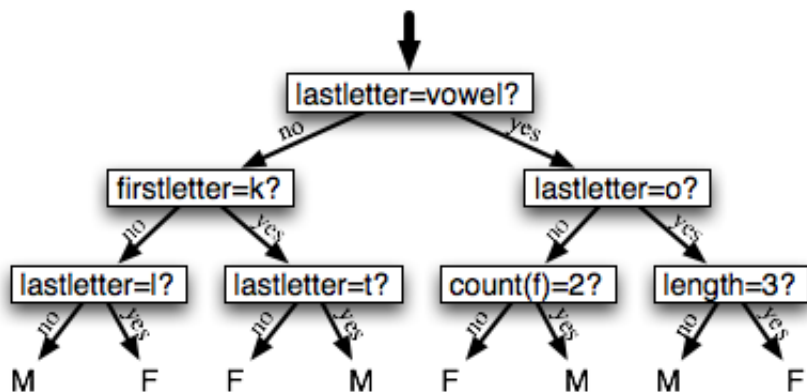 lastletter=vowel?
no yes
firstletter=k? lastletter=o?
no yes no yes
lastletter=l? lastletter=t? count(f)=2? length=3?
no yes no yes no yes no yes
M F F M F M M F